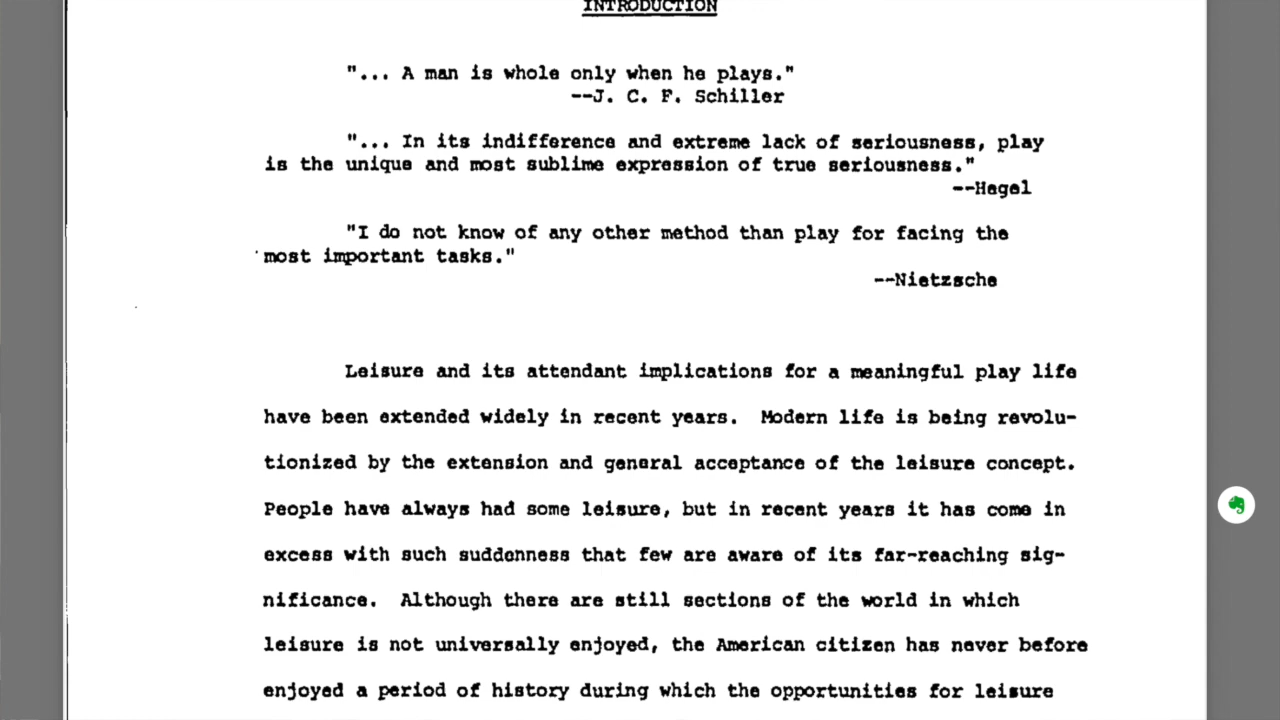 INTRODUCTION
"... A man is whole only when he plays."
--J. C. F. Schiller
"... In its indifference and extreme lack of seriousness, play
is the unique and most sublime expression of true seriousness."
--Hegel
"I do not know of any other method than play for facing the
most important tasks."
--Nietzsche
Leisure and its attendant implications for a meaningful play life
have been extended widely in recent years. Modern life is being revolu-
tionized by the extension and general acceptance of the leisure concept.
People have always had some leisure, but in recent years it has come in
excess with such suddenness that few are aware of its far-reaching sig-
nificance. Although there are still sections of the world in which
leisure is not universally enjoyed, the American citizen has never before
enjoyed a period of history during which the opportunities for leisure